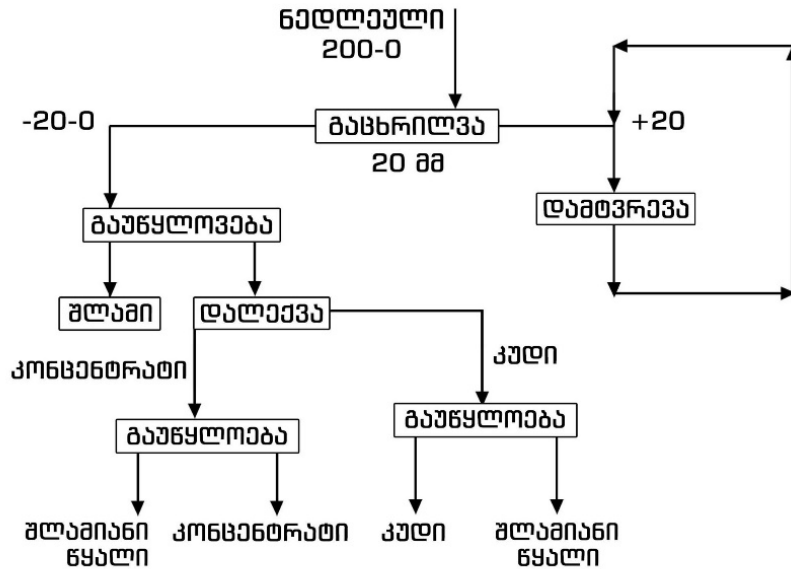 ნედლეული
200-0
-20-0
გაცხრილვა
+20
20 მმ
დამტვრევა
გაუწყლოვება
შლამი
დალექვა
კონცენტრატი
კუდი
გაუწყლოება
გაუწყლოება
შლამიანი
წყალი
კონცენტრატი
კუდი
შლამიანი
წყალი